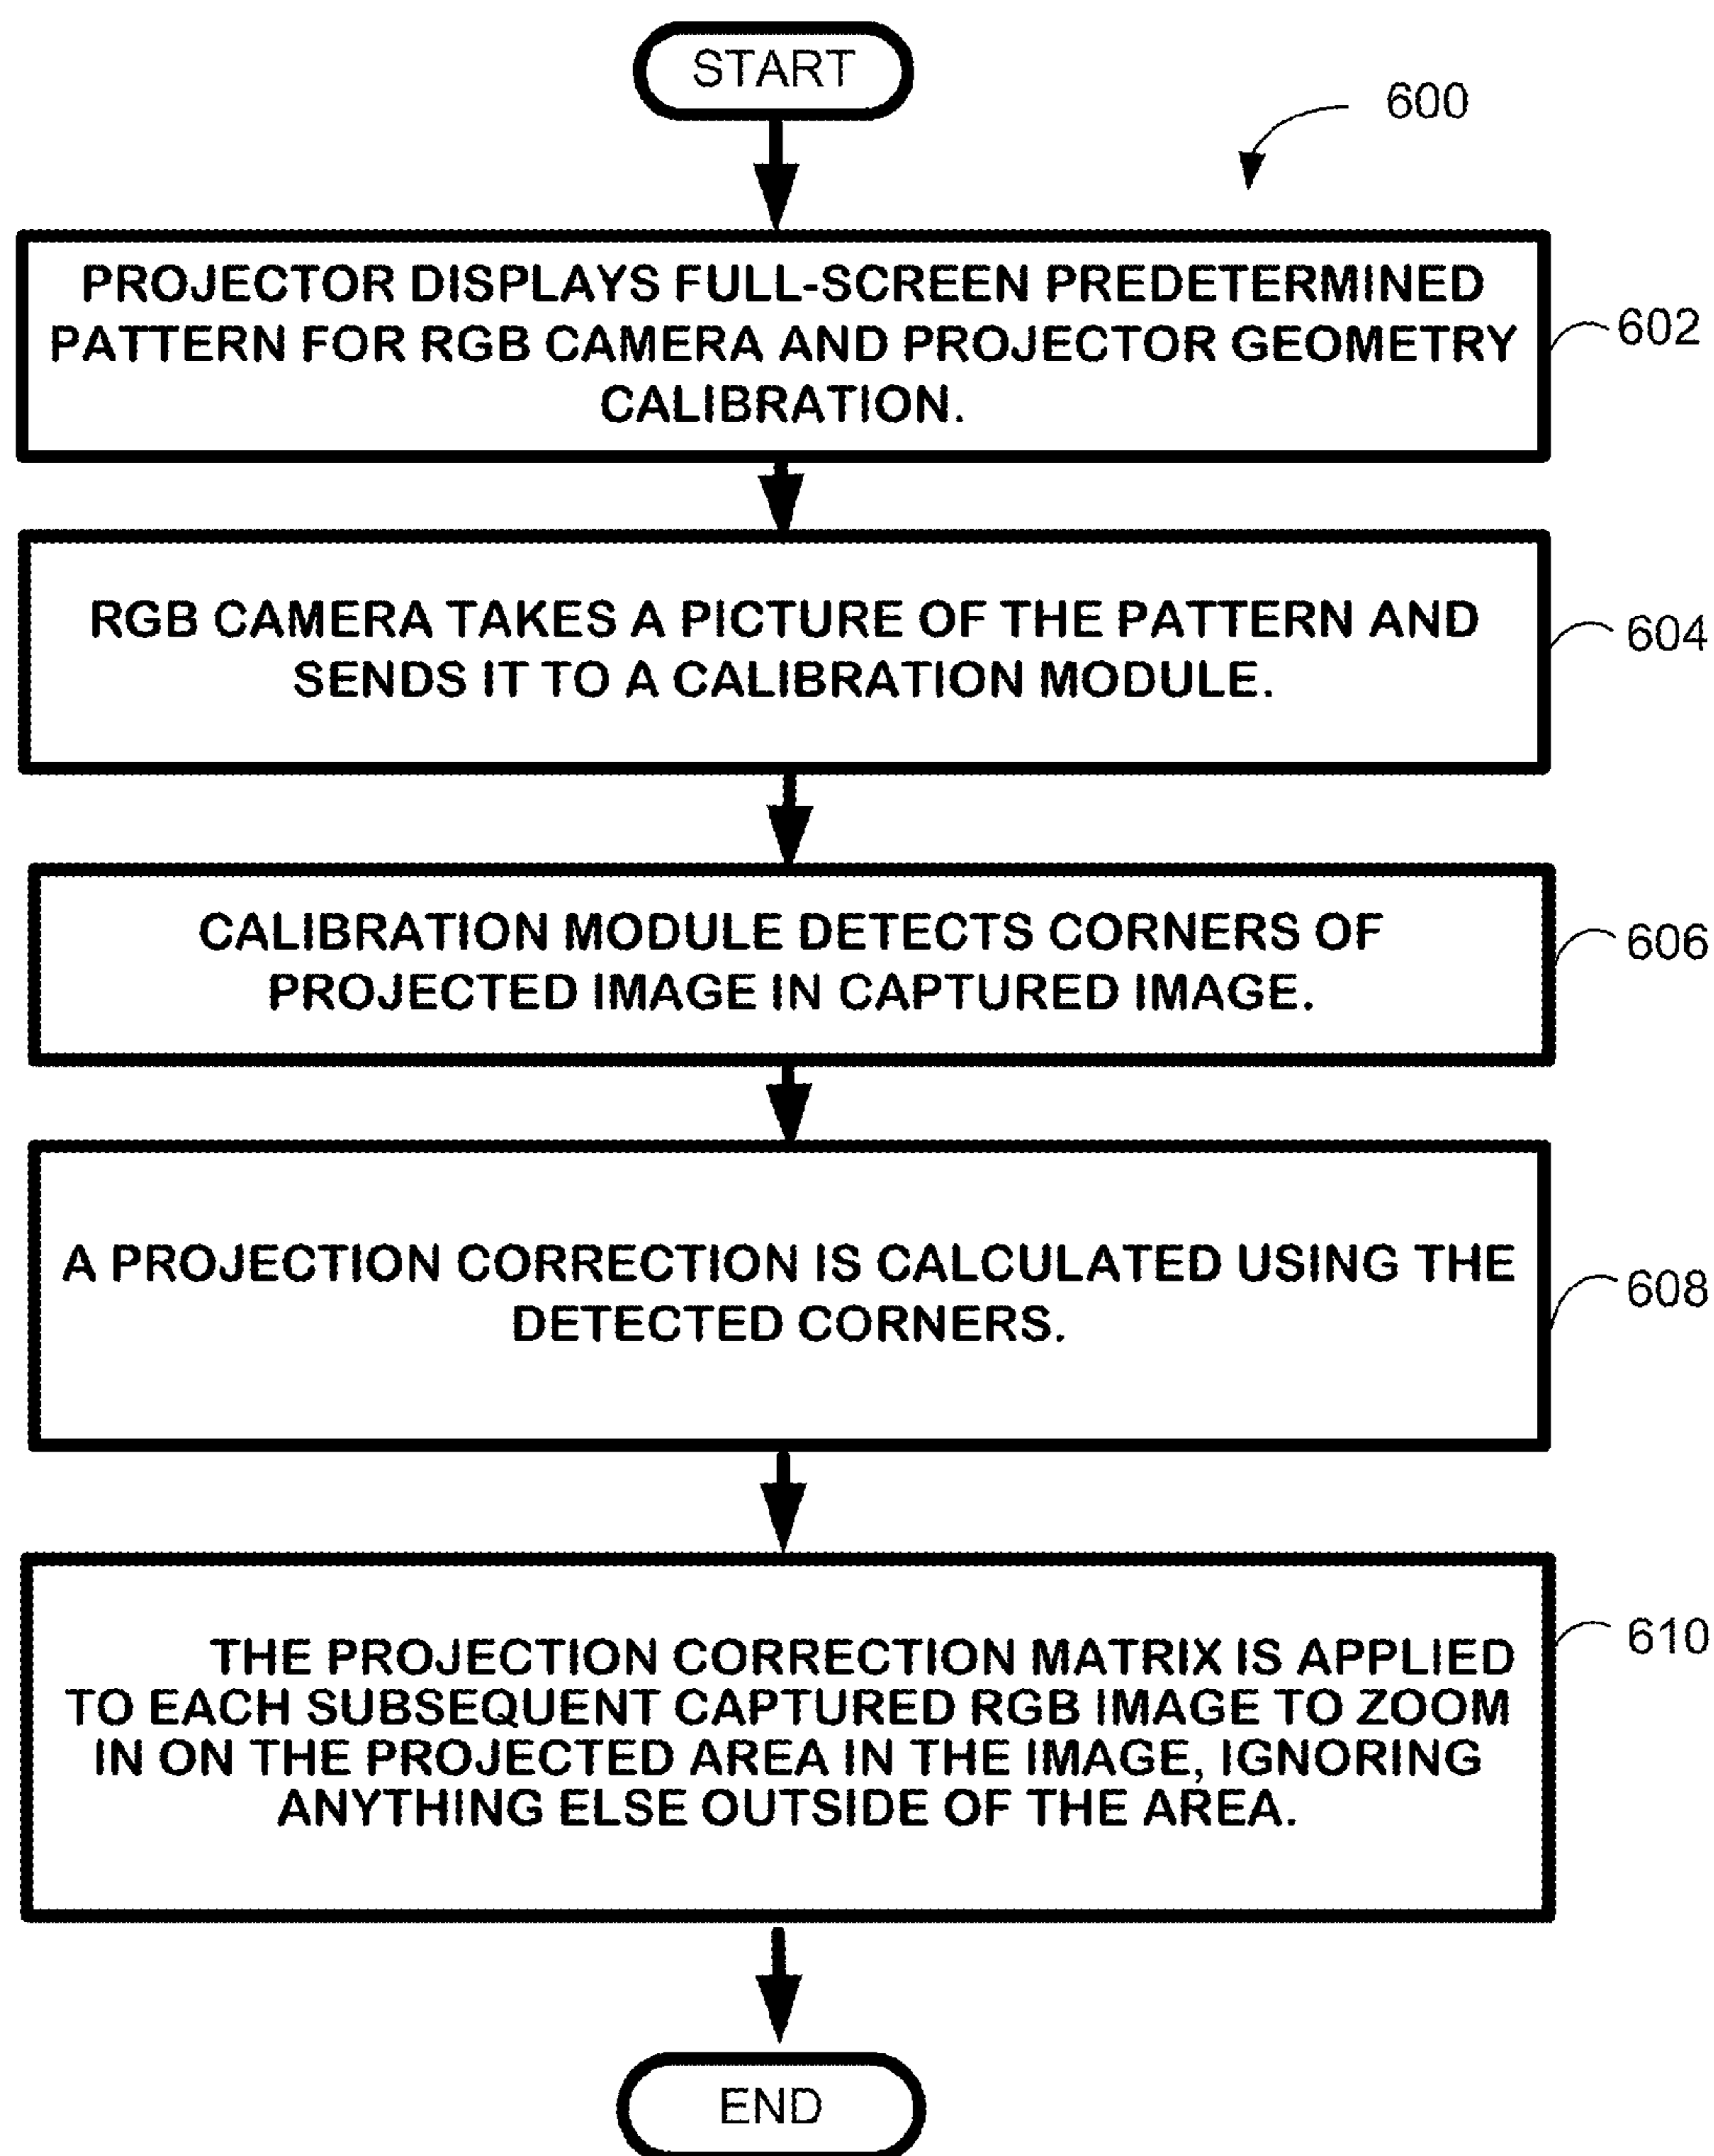 START
600
PROJECTOR DISPLAYS FULL-SCREEN PREDETERMINED
PATTERN FOR RGB CAMERA AND PROJECTOR GEOMETRY
CALIBRATION.
602
RGB CAMERA TAKES A PICTURE OF THE PATTERN AND
SENDS IT TO A CALIBRATION MODULE.
604
CALIBRATION MODULE DETECTS CORNERS OF
PROJECTED IMAGE IN CAPTURED IMAGE.
606
A PROJECTION CORRECTION IS CALCULATED USING THE
DETECTED CORNERS.
608
THE PROJECTION CORRECTION MATRIX IS APPLIED
TO EACH SUBSEQUENT CAPTURED RGB IMAGE TO ZOOM
IN ON THE PROJECTED AREA IN THE IMAGE, IGNORING
ANYTHING ELSE OUTSIDE OF THE AREA.
610
END